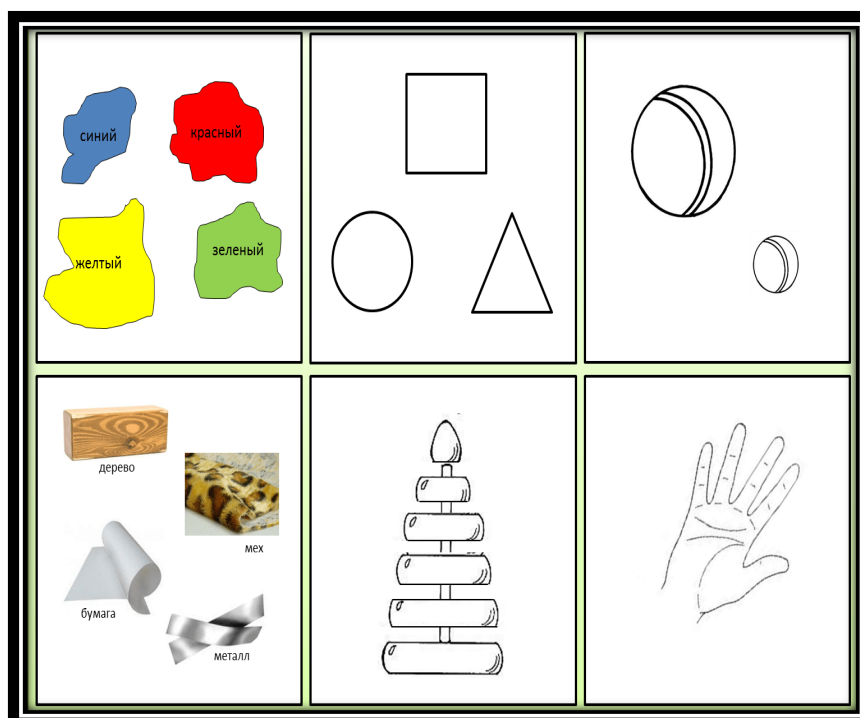 синий
красный
желтый
зеленый
дерево
мех
бумага
металл